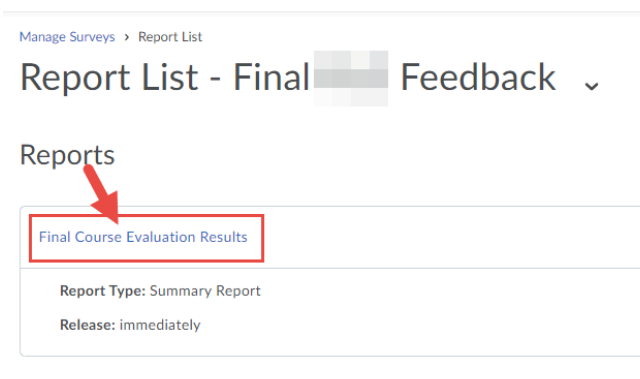 Manage Surveys › Report List
Report List - Final Feedback
Reports
Final Course Evaluation Results
Report Type: Summary Report
Release: immediately